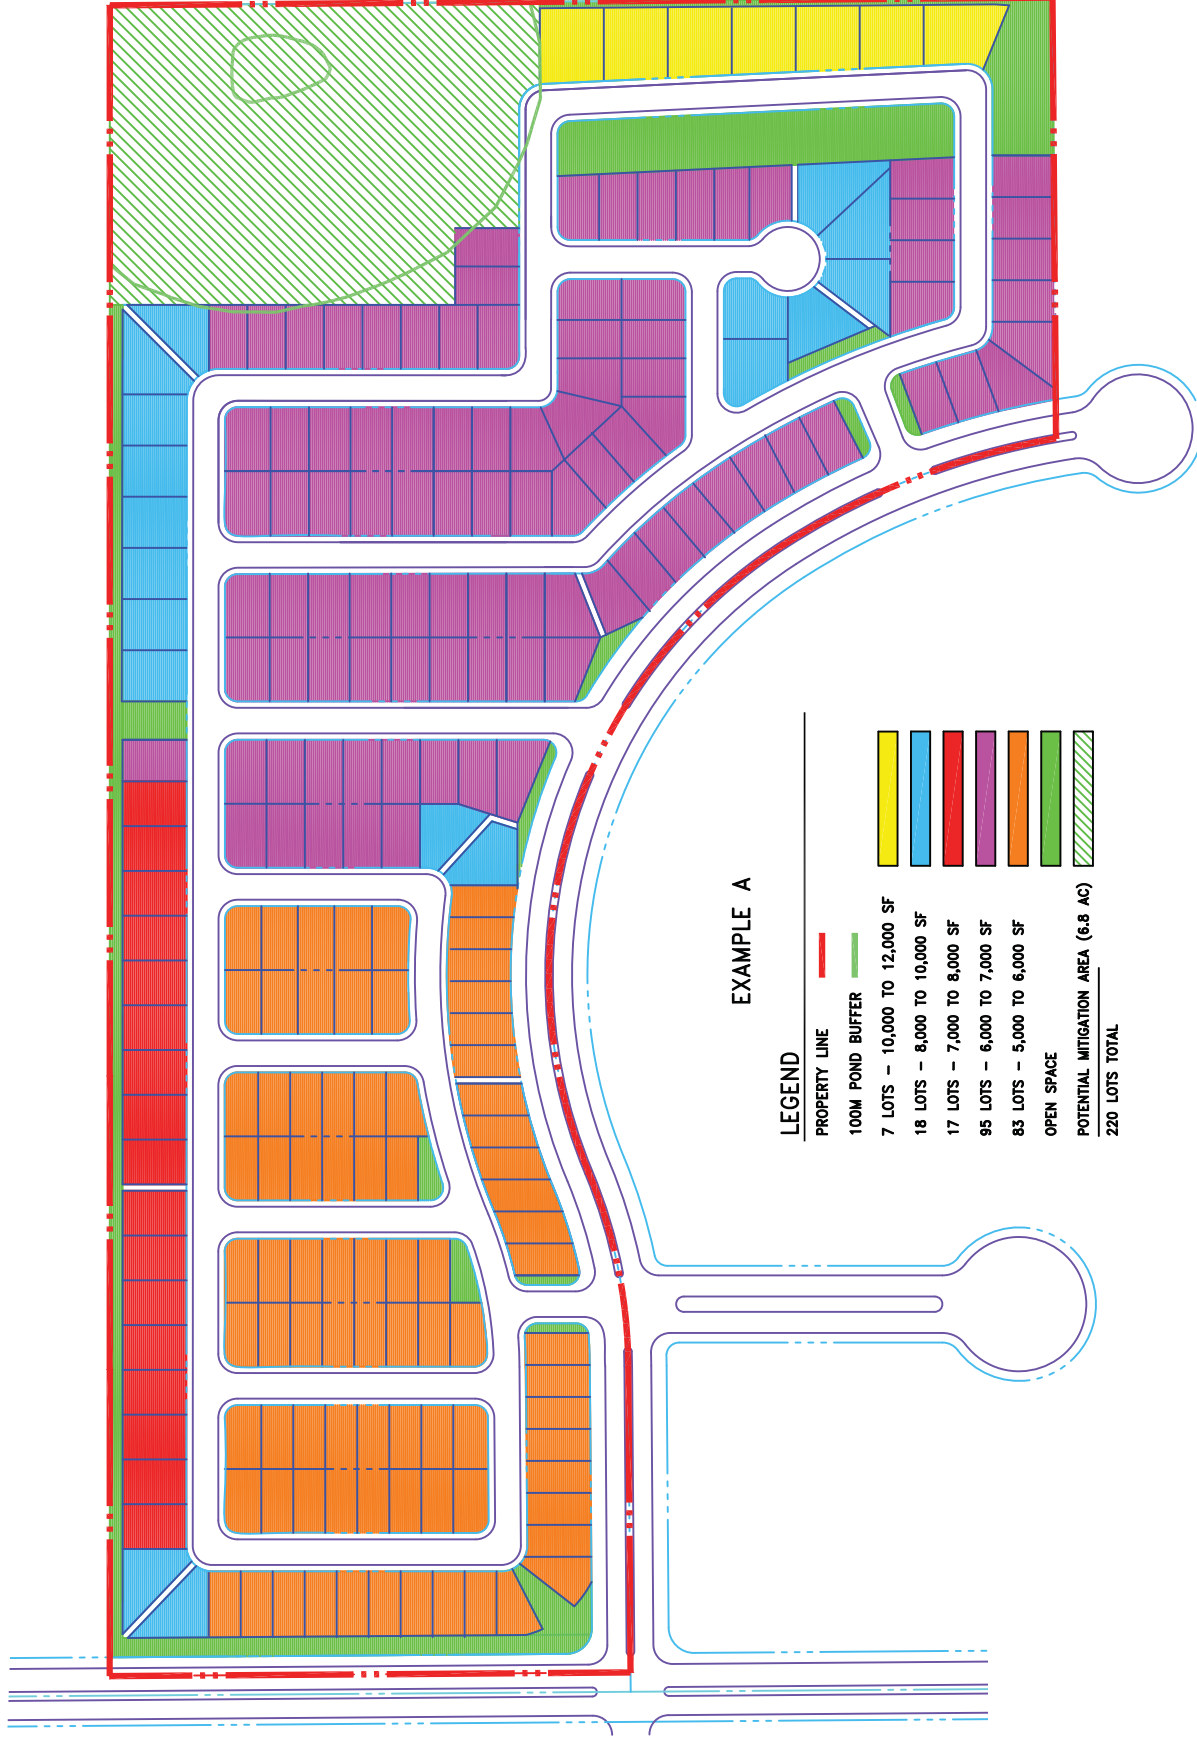 EXAMPLE A
LEGEND
PROPERTY LINE
100M POND BUFFER
7 LOTS - 10,000 TO 12,000 SF
18 LOTS - 8,000 TO 10,000 SF
17 LOTS - 7,000 TO 8,000 SF
95 LOTS - 6,000 TO 7,000 SF
83 LOTS - 5,000 TO 6,000 SF
OPEN SPACE
POTENTIAL MITIGATION AREA (6.8 AC)
220 LOTS TOTAL